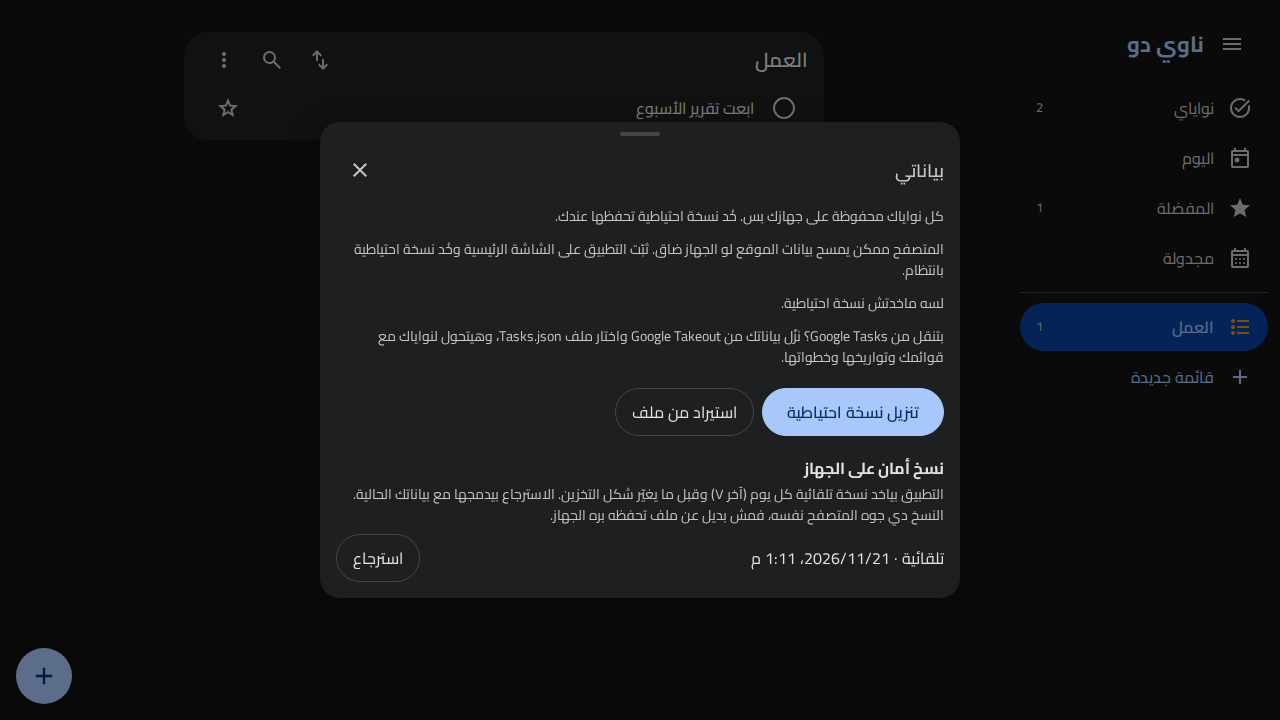 ناوي دو
نواياي
2
اليوم
المفضلة
1
مجدولة
العمل
1
قائمة جديدة
العمل
ابعت تقرير الأسبوع
بياناتي
كل نواياك محفوظة على جهازك بس. خُد نسخة احتياطية تحفظها عندك.
المتصفح ممكن يمسح بيانات الموقع لو الجهاز ضاق. ثبّت التطبيق على الشاشة الرئيسية وخُد نسخة احتياطية
بانتظام.
لسه ماخدتش نسخة احتياطية.
بتنقل من Google Tasks؟ نزّل بياناتك من Google Takeout واختار ملف Tasks.json، وهيتحول لنواياك مع
قوائمك وتواريخها وخطواتها.
تنزيل نسخة احتياطية
استيراد من ملف
نسخ أمان على الجهاز
التطبيق بياخد نسخة تلقائية كل يوم (آخر ٧) وقبل ما يغيّر شكل التخزين. الاسترجاع بيدمجها مع بياناتك الحالية.
النسخ دي جوه المتصفح نفسه، فمش بديل عن ملف تحفظه بره الجهاز.
تلقائية · 2026/11/21، 1:11 م
استرجاع